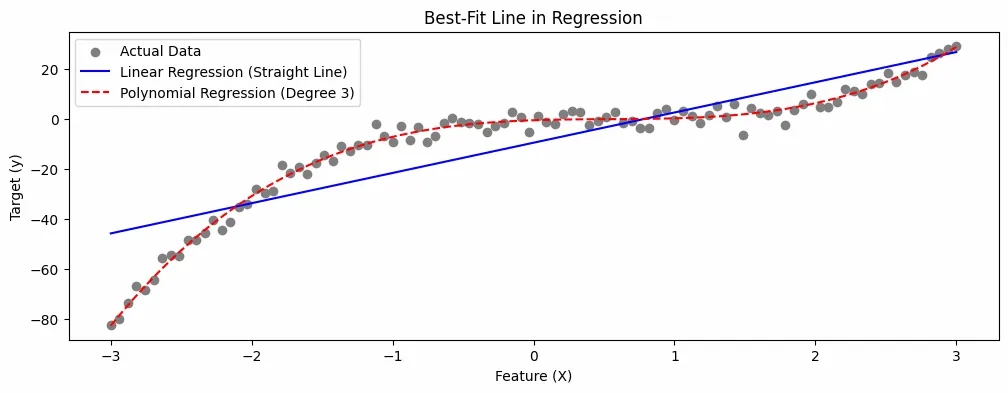 Best-Fit Line in Regression
Actual Data
Linear Regression (Straight Line)
Polynomial Regression (Degree 3)
Target (y)
20
0
−20
−40
−60
−80
−3
−2
−1
0
1
2
3
Feature (X)